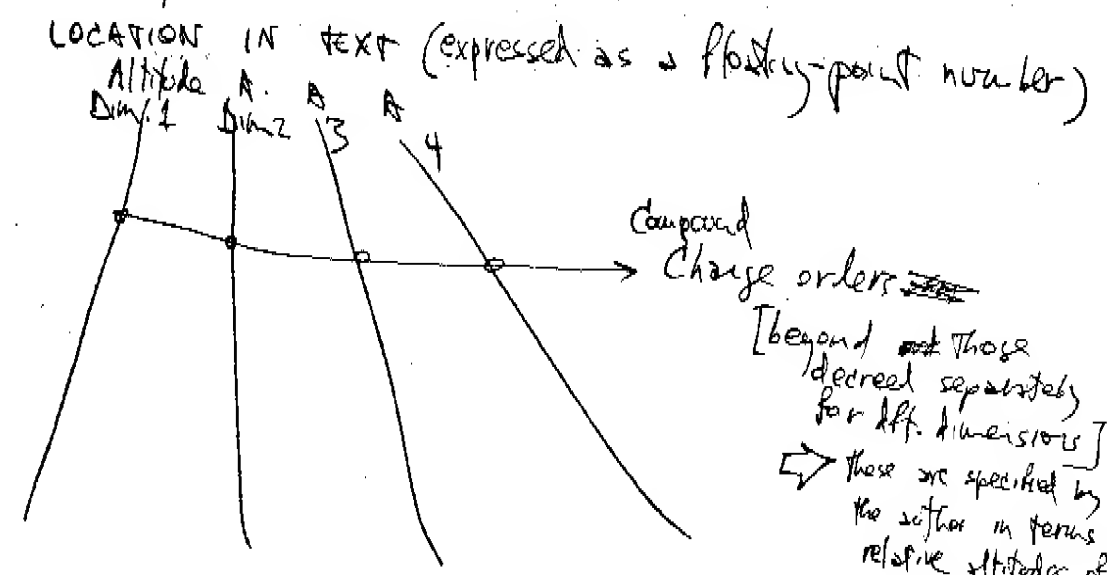 LOCATION IN TEXT (expressed as a floating-point number)
Altitude A. A A
Dim. 1 Dim 2 3 4
Compound
Change orders
[beyond those
decreed separately
for diff. dimensions]
these are specified by
the author in terms
relative altitudes of